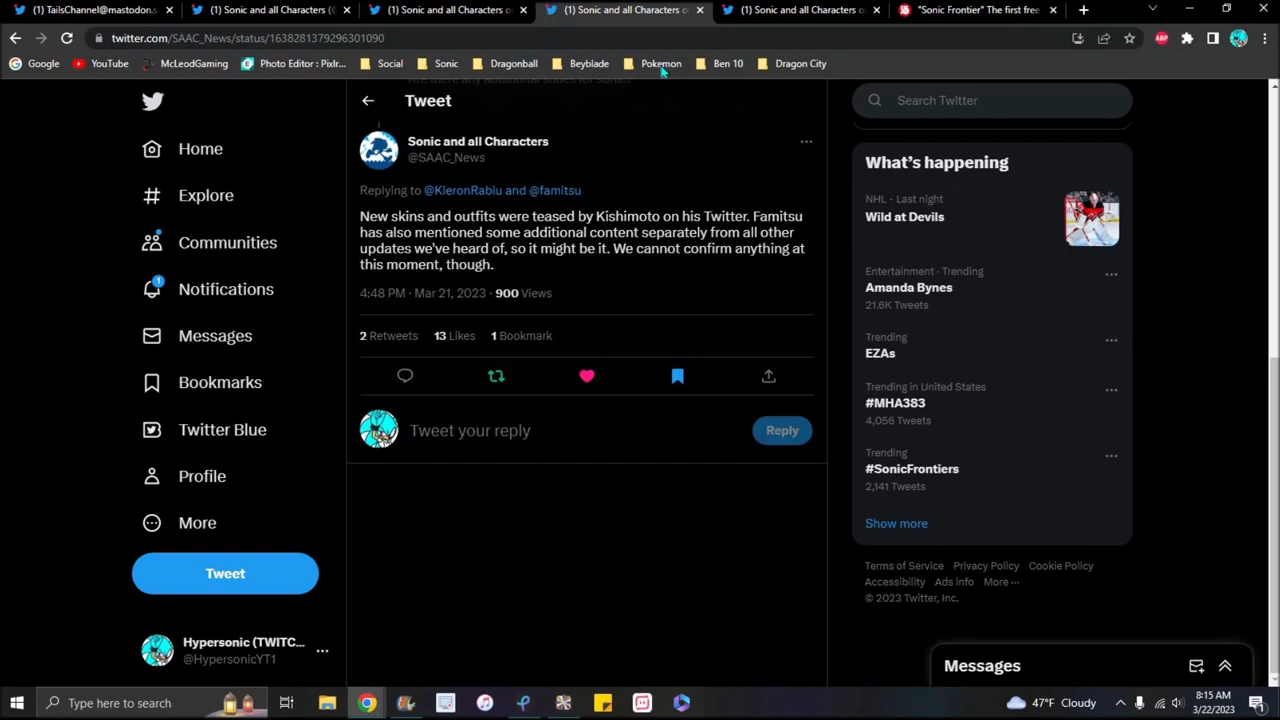 (1) TailsChannel@mastodon.s
(1) Sonic and all Characters (@
(1) Sonic and all Characters o
(1) Sonic and all Characters o
(1) Sonic and all Characters o
"Sonic Frontier" The first free
twitter.com/SAAC_News/status/1638281379296301090
ABP
Google
YouTube
McLeodGaming
Photo Editor : Pixr...
Social
Sonic
Dragonball
Beyblade
Pokemon
Ben 10
Dragon City
Home
Explore
Communities
1
Notifications
Messages
Bookmarks
Twitter Blue
Profile
More
Tweet
Hypersonic (TWITC...
@HypersonicYT1
Tweet
Sonic and all Characters
@SAAC_News
Replying to @KieronRabiu and @famitsu
New skins and outfits were teased by Kishimoto on his Twitter. Famitsu
has also mentioned some additional content separately from all other
updates we've heard of, so it might be it. We cannot confirm anything at
this moment, though.
4:48 PM · Mar 21, 2023 · 900 Views
2 Retweets 13 Likes 1 Bookmark
Tweet your reply
Reply
Search Twitter
What's happening
NHL · Last night
Wild at Devils
Entertainment · Trending
Amanda Bynes
21.6K Tweets
Trending
EZAs
Trending in United States
#MHA383
4,056 Tweets
Trending
#SonicFrontiers
2,141 Tweets
Show more
Terms of Service Privacy Policy Cookie Policy
Accessibility Ads info More ···
© 2023 Twitter, Inc.
Messages
Type here to search
47°F Cloudy
8:15 AM
3/22/2023